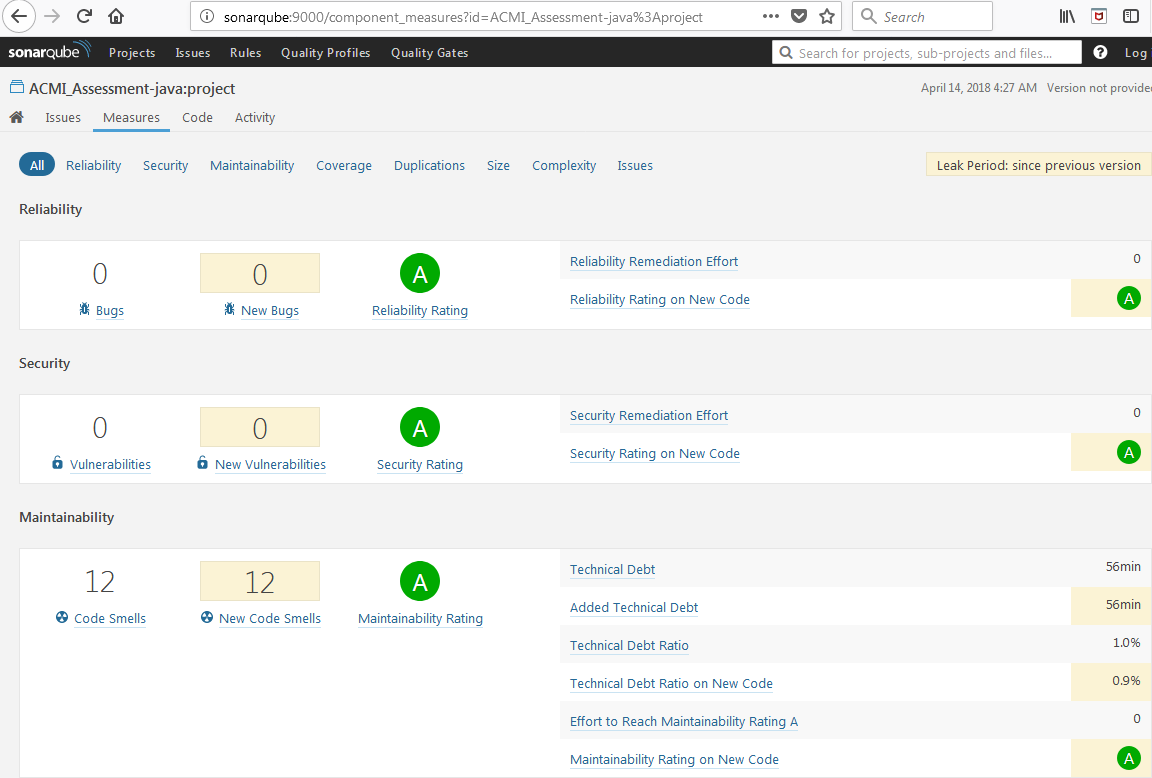 sonarqube:9000/component_measures?id=ACMI_Assessment-java%3Aproject
Search
sonarqube Projects Issues Rules Quality Profiles Quality Gates
Search for projects, sub-projects and files...
? Log
ACMI_Assessment-java:project
April 14, 2018 4:27 AM Version not provided
Issues Measures Code Activity
All Reliability Security Maintainability Coverage Duplications Size Complexity Issues
Leak Period: since previous version
Reliability
0 0 A
Bugs New Bugs Reliability Rating
Reliability Remediation Effort 0
Reliability Rating on New Code A
Security
0 0 A
Vulnerabilities New Vulnerabilities Security Rating
Security Remediation Effort 0
Security Rating on New Code A
Maintainability
12 12 A
Code Smells New Code Smells Maintainability Rating
Technical Debt 56min
Added Technical Debt 56min
Technical Debt Ratio 1.0%
Technical Debt Ratio on New Code 0.9%
Effort to Reach Maintainability Rating A 0
Maintainability Rating on New Code A